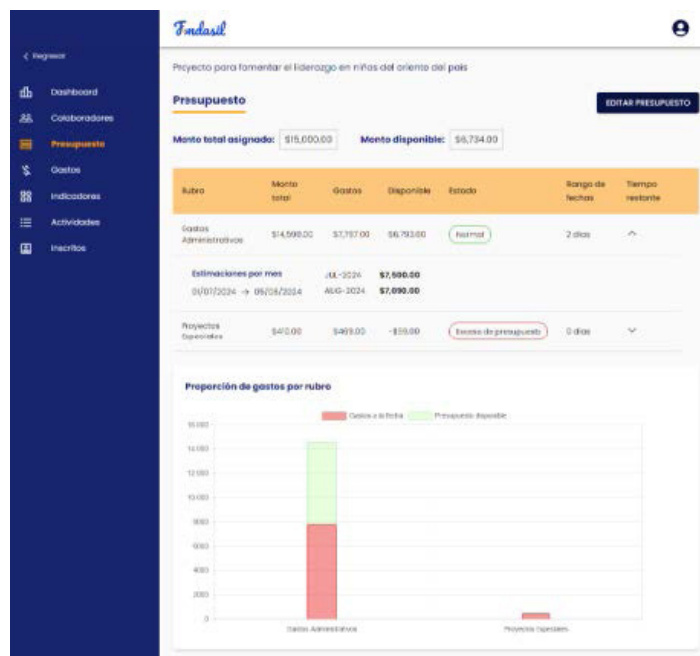 Fundasil
< Regresar
Proyecto para fomentar el liderazgo en niñas del oriente del país
Dashboard
Colaboradores
Presupuesto
Gastos
Indicadores
Actividades
Inscritos
Presupuesto
EDITAR PRESUPUESTO
Monto total asignado: $15,000.00 Monto disponible: $6,734.00
Rubro Monto total Gastos Disponible Estado Rango de fechas Tiempo restante
Gastos Administrativos $14,590.00 $7,797.00 $6,793.00 Normal 2 días
Estimaciones por mes JUL-2024 $7,500.00
01/07/2024 → AUG-2024 $7,090.00
Proyectos Especiales $410.00 $469.00 -$59.00 Exceso de presupuesto 0 días
Proporción de gastos por rubro
Gastos a la fecha Presupuesto disponible
16 000
14 000
12 000
10 000
8000
6000
4000
2000
0
Gastos Administrativos Proyectos Especiales